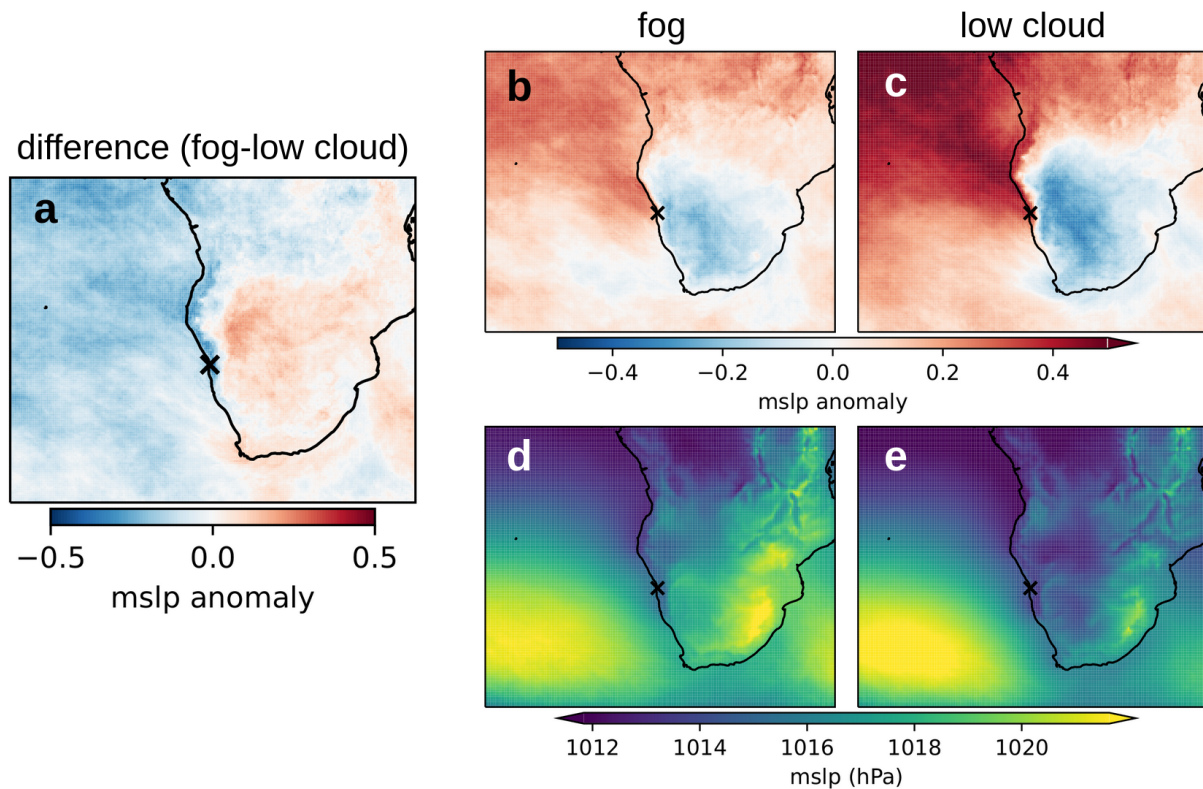 difference (fog-low cloud)
a
−0.5 0.0 0.5
mslp anomaly
fog low cloud
b c
−0.4 −0.2 0.0 0.2 0.4
mslp anomaly
d e
1012 1014 1016 1018 1020
mslp (hPa)